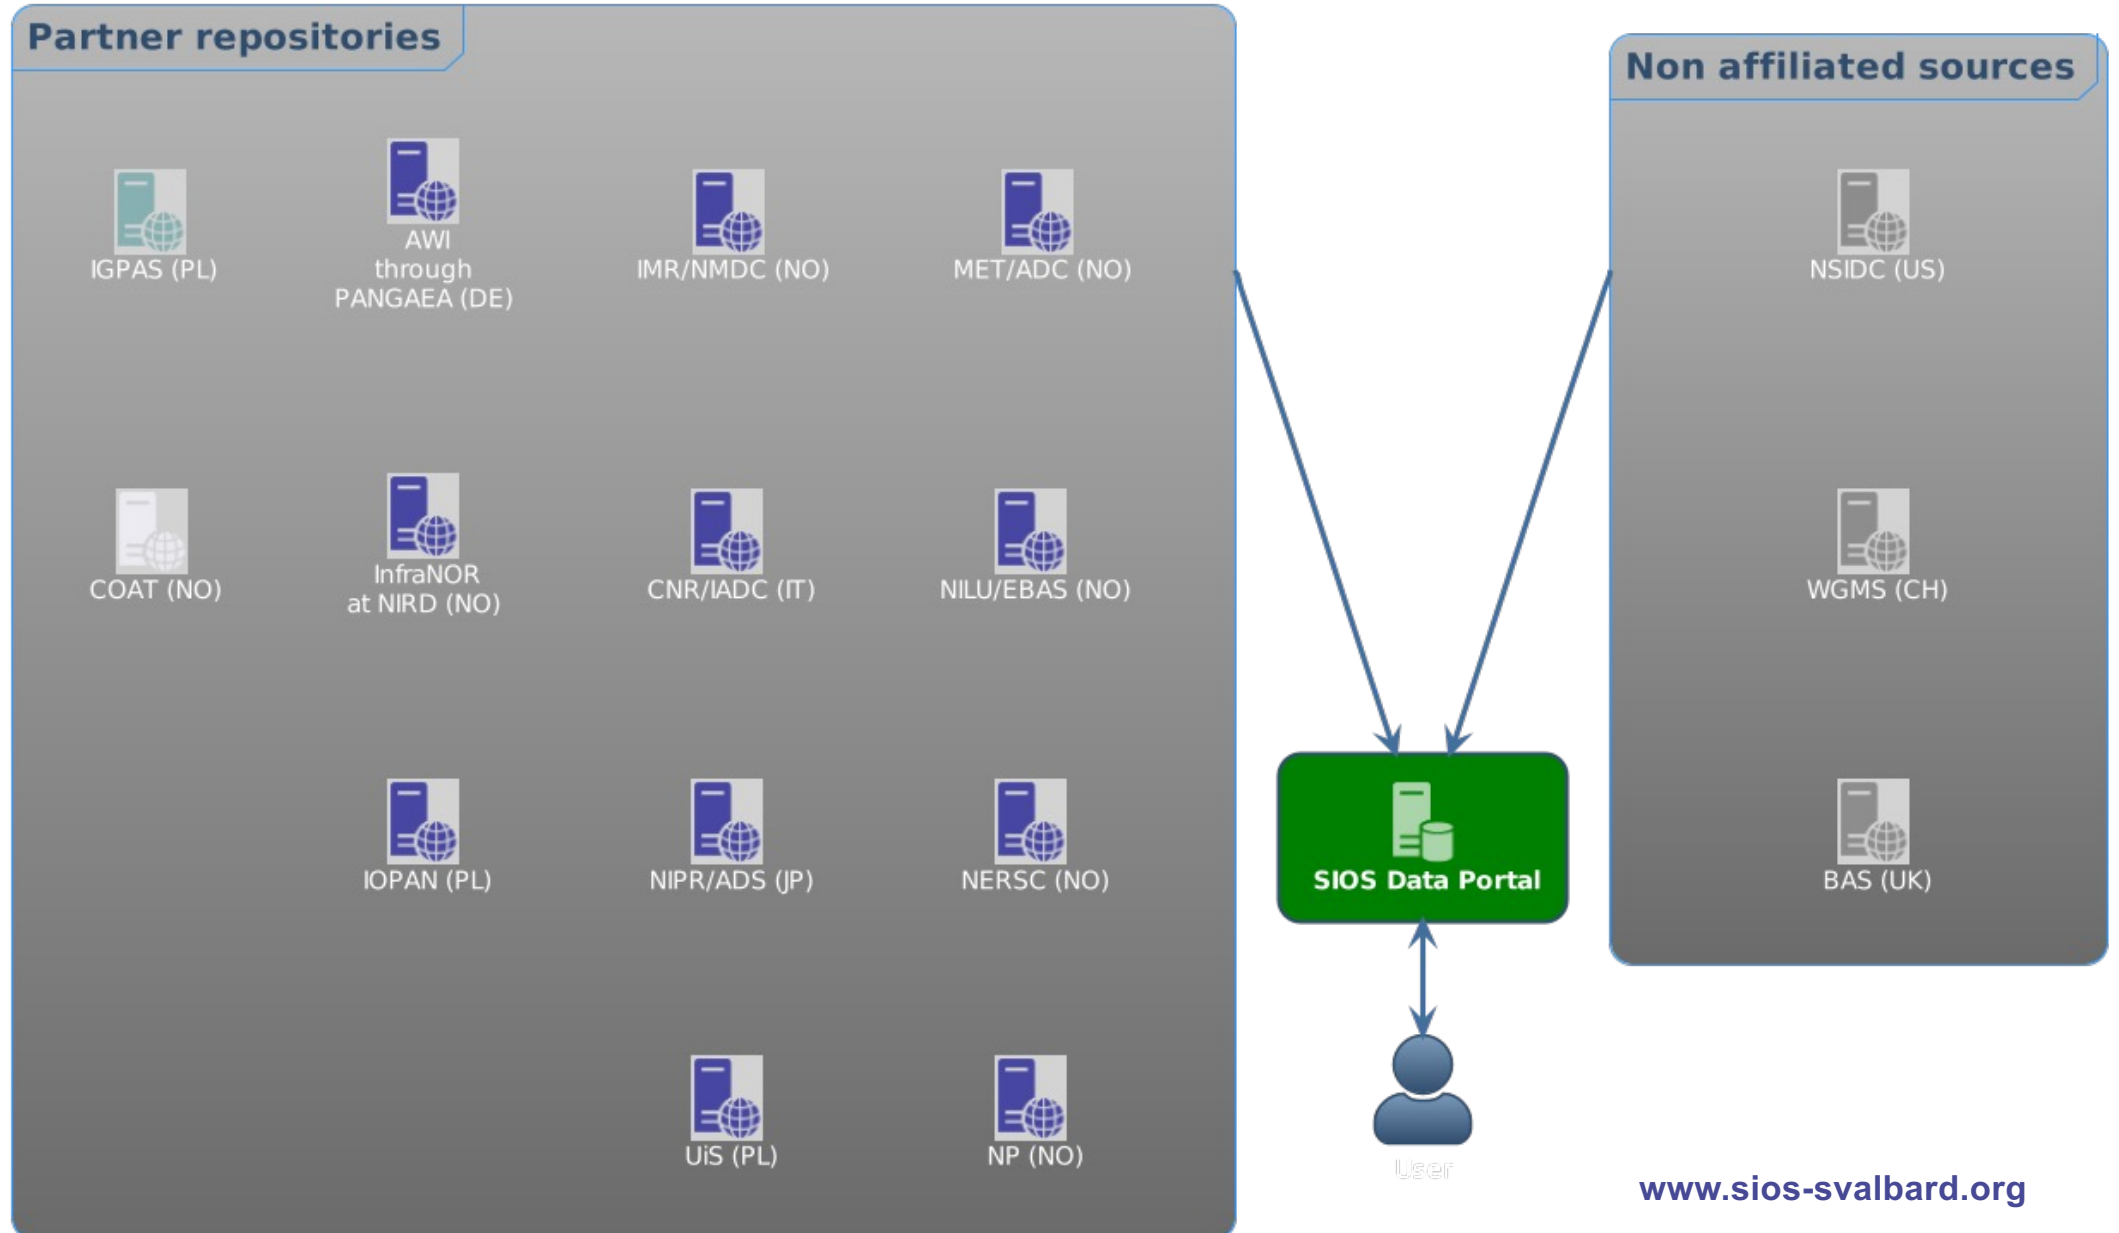 Partner repositories
Non affiliated sources
IGPAS (PL)
AWI
through
PANGAEA (DE)
IMR/NMDC (NO)
MET/ADC (NO)
NSIDC (US)
COAT (NO)
InfraNOR
at NIRD (NO)
CNR/IADC (IT)
NILU/EBAS (NO)
WGMS (CH)
IOPAN (PL)
NIPR/ADS (JP)
NERSC (NO)
SIOS Data Portal
BAS (UK)
UiS (PL)
NP (NO)
User
www.sios-svalbard.org